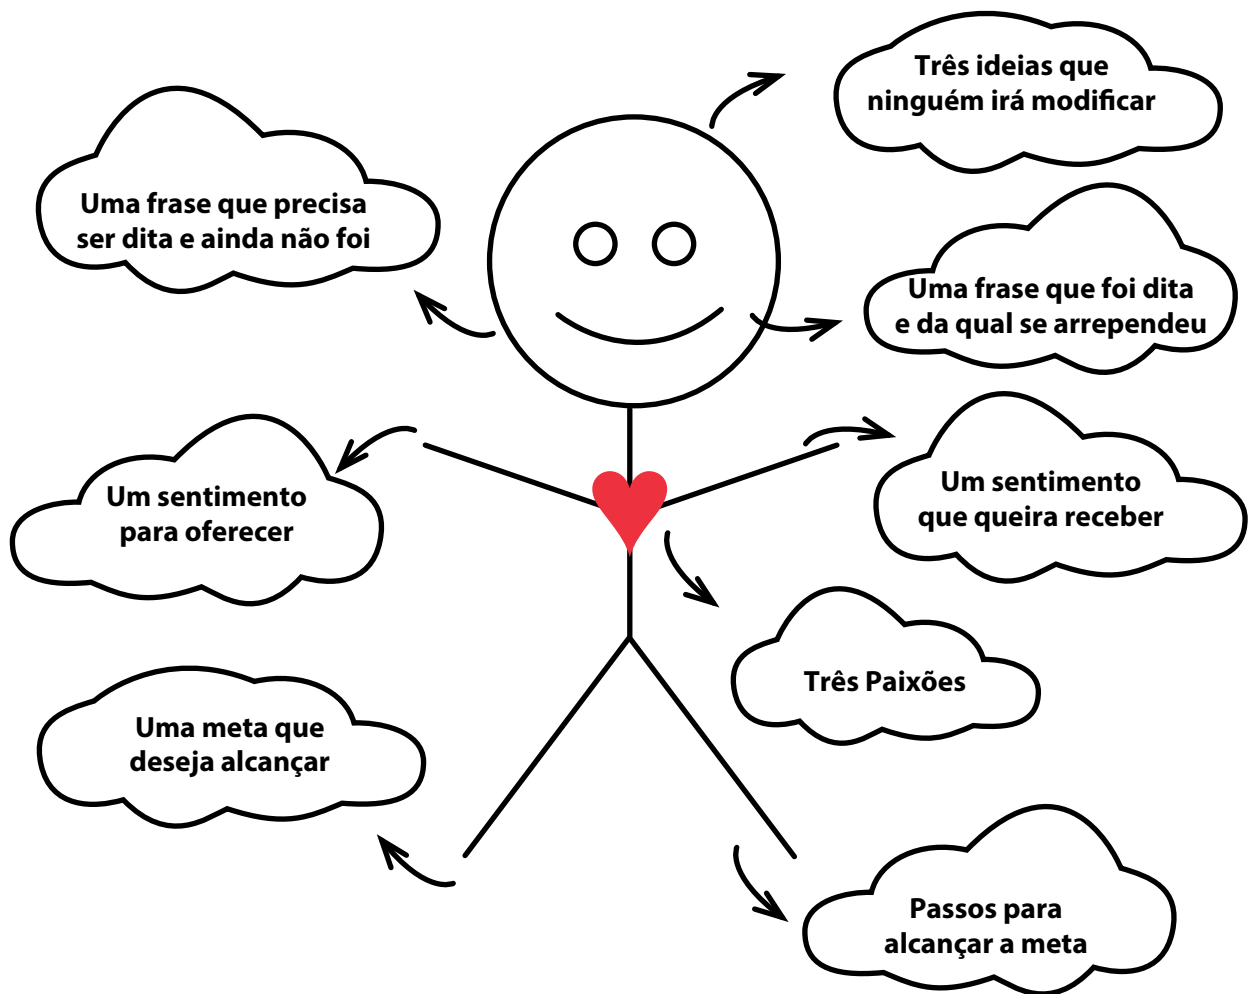 Três ideias que
ninguém irá modificar
Uma frase que precisa
ser dita e ainda não foi
Uma frase que foi dita
e da qual se arrependeu
Um sentimento
para oferecer
Um sentimento
que queira receber
Três Paixões
Uma meta que
deseja alcançar
Passos para
alcançar a meta